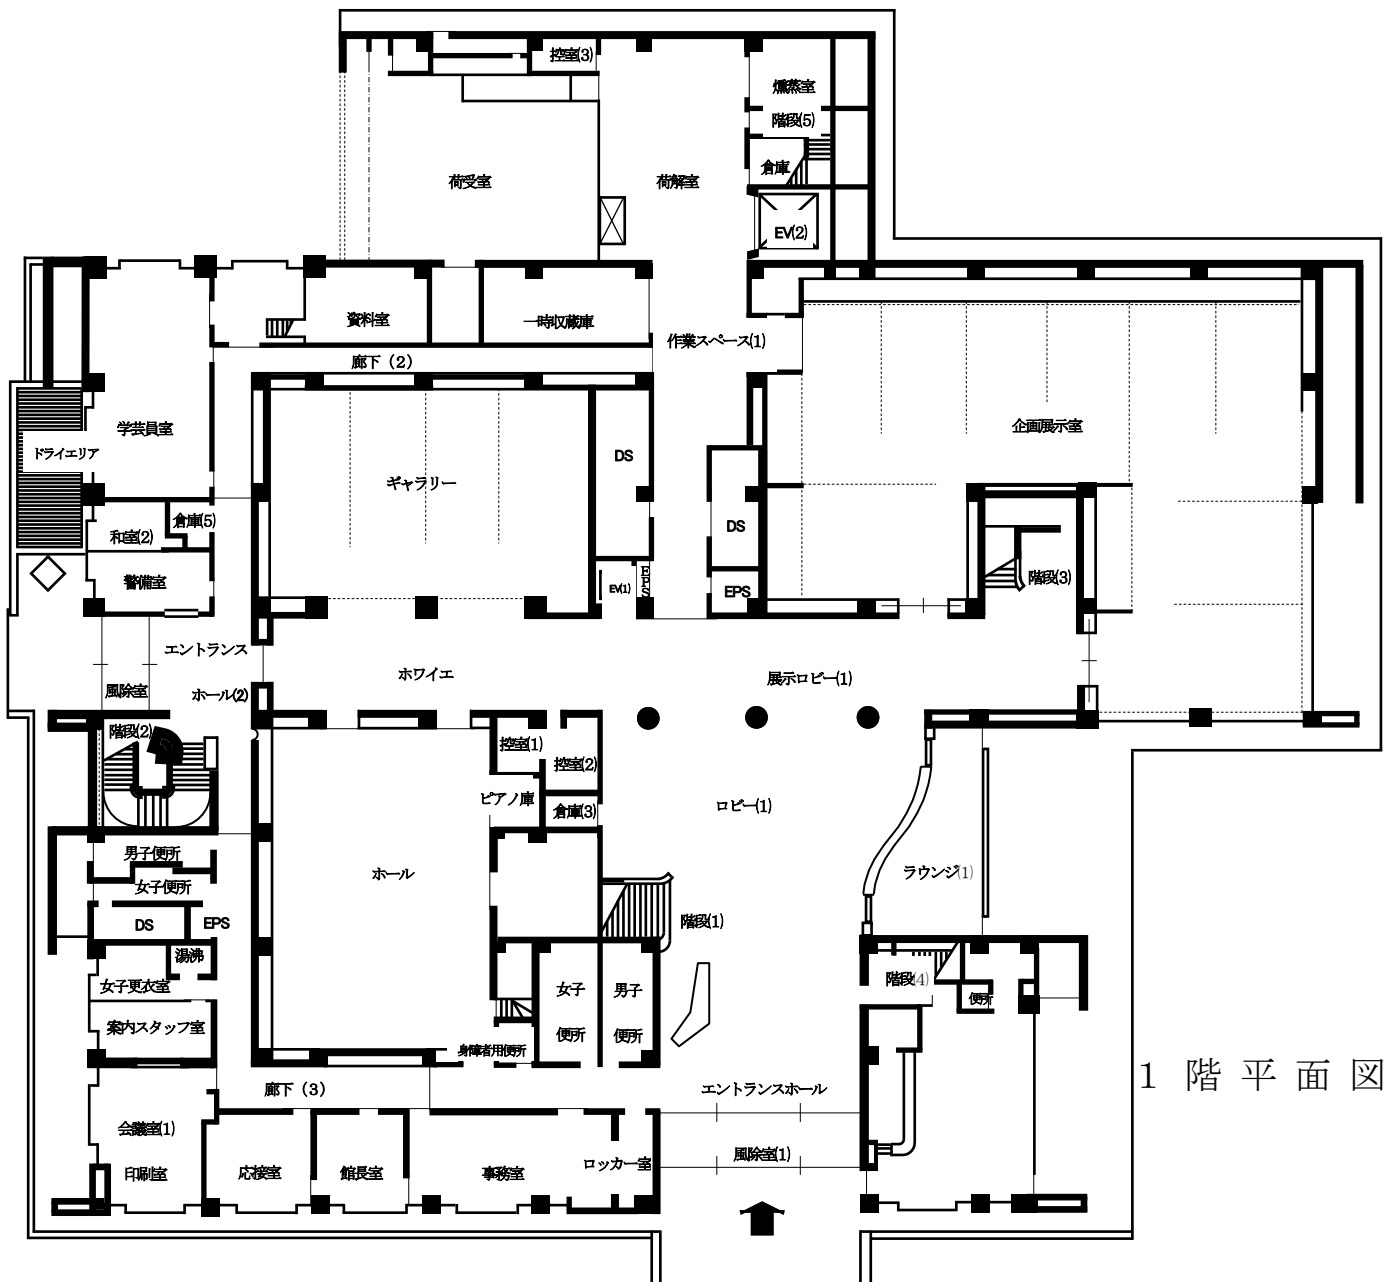 控室(3)
燻蒸室
階段(5)
倉庫
荷受室
荷解室
EV(2)
資料室
一時収蔵庫
作業スペース(1)
廊下（2）
学芸員室
企画展示室
ドライエリア
ギャラリー
DS
DS
和室(2)
倉庫(5)
警備室
EV(1)
EPS
EPS
階段(3)
エントランス
ホール(2)
風除室
ホワイエ
展示ロビー(1)
階段(2)
控室(1)
控室(2)
ピアノ庫
倉庫(3)
ロビー(1)
男子便所
女子便所
ホール
ラウンジ(1)
DS
EPS
階段(1)
湯沸
女子更衣室
階段(4)
便所
女子
便所
男子
便所
案内スタッフ室
身障者用便所
1 階 平 面 図
廊下（3）
エントランスホール
会議室(1)
印刷室
応接室
館長室
事務室
ロッカー室
風除室(1)